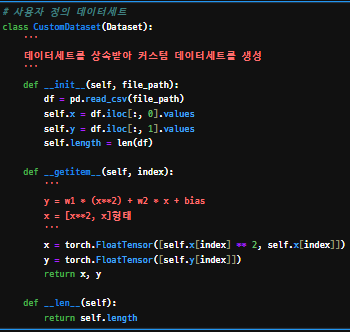 # 사용자 정의 데이터세트
class CustomDataset(Dataset):
    '''
    데이터세트를 상속받아 커스텀 데이터세트를 생성
    '''
    def __init__(self, file_path):
        df = pd.read_csv(file_path)
        self.x = df.iloc[:, 0].values
        self.y = df.iloc[:, 1].values
        self.length = len(df)

    def __getitem__(self, index):
        '''
        y = w1 * (x**2) + w2 * x + bias
        x = [x**2, x]형태
        '''
        x = torch.FloatTensor([self.x[index] ** 2, self.x[index]])
        y = torch.FloatTensor([self.y[index]])
        return x, y

    def __len__(self):
        return self.length